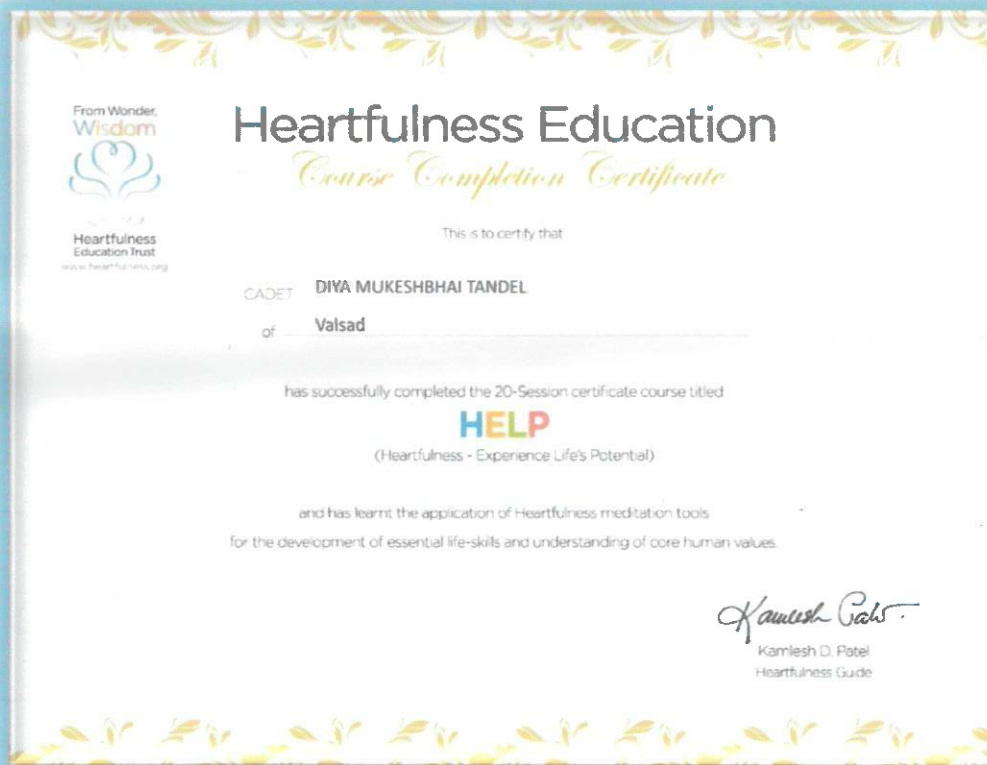 From Wonder,
Wisdom
Heartfulness
Education Trust
www.heartfulness.org
Heartfulness Education
Course Completion Certificate
This is to certify that
CADET DIYA MUKESHBHAI TANDEL
of Valsad
has successfully completed the 20-Session certificate course titled
HELP
(Heartfulness - Experience Life's Potential)
and has learnt the application of Heartfulness meditation tools
for the development of essential life-skills and understanding of core human values.
Kamlesh D. Patel
Heartfulness Guide